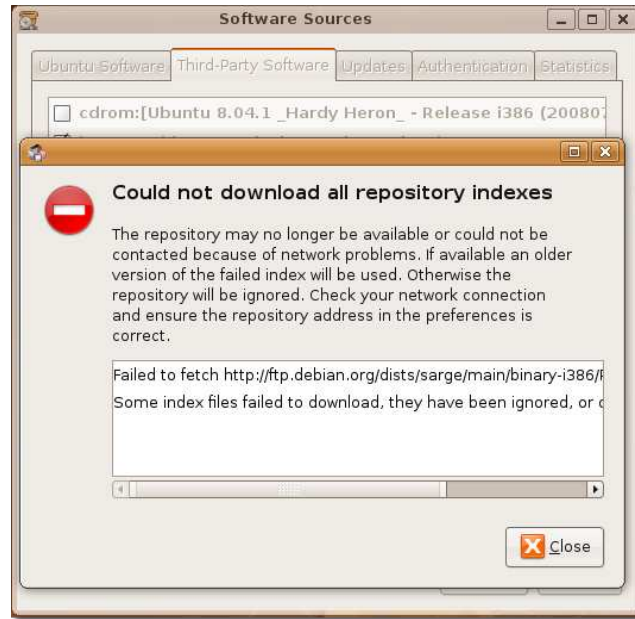 Software Sources
Ubuntu Software Third-Party Software Updates Authentication Statistics
cdrom:[Ubuntu 8.04.1 _Hardy Heron_ - Release i386 (20080
Could not download all repository indexes
The repository may no longer be available or could not be
contacted because of network problems. If available an older
version of the failed index will be used. Otherwise the
repository will be ignored. Check your network connection
and ensure the repository address in the preferences is
correct.
Failed to fetch http://ftp.debian.org/dists/sarge/main/binary-i386/
Some index files failed to download, they have been ignored, or
Close